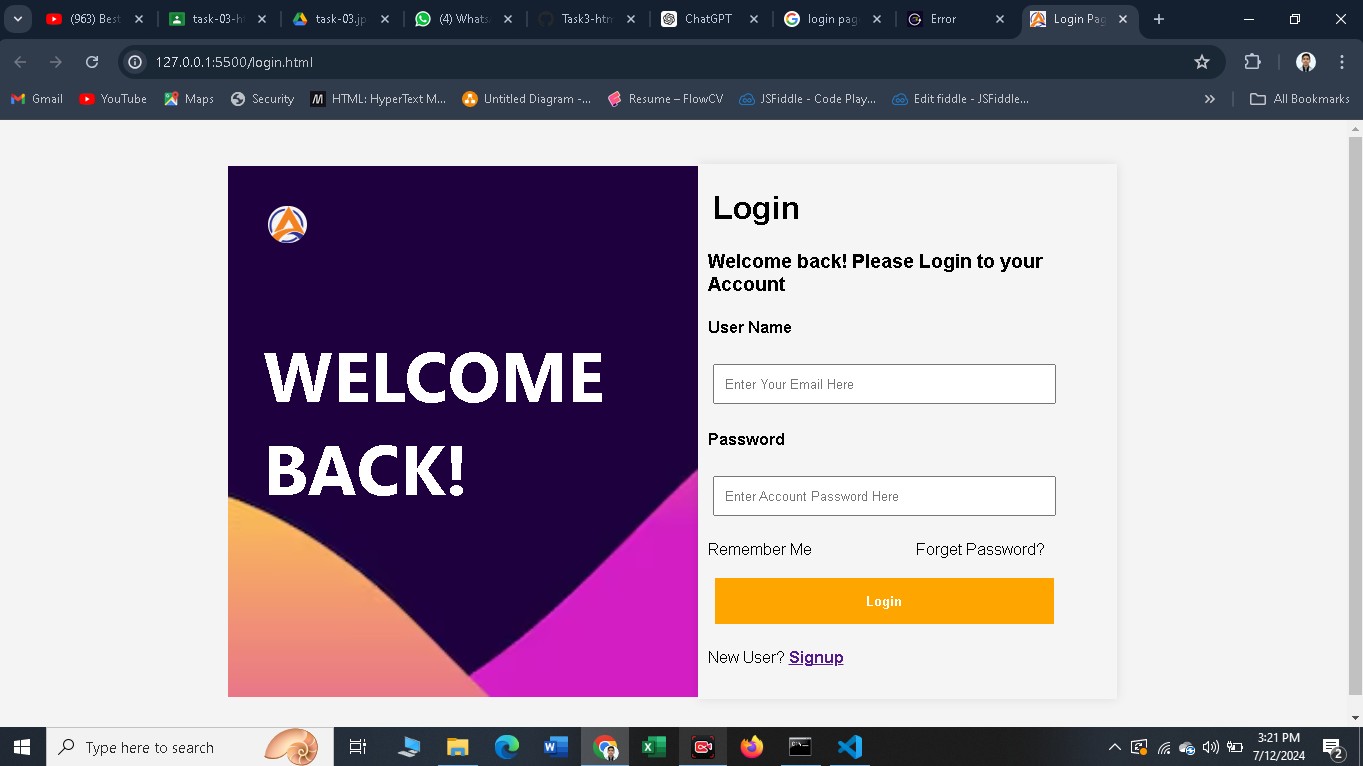 (963) Best
task-03-h
task-03.jp
(4) Whats
Task3-htm
ChatGPT
login pag
Error
Login Pag
127.0.0.1:5500/login.html
Gmail
YouTube
Maps
Security
HTML: HyperText M...
Untitled Diagram -...
Resume – FlowCV
JSFiddle - Code Play...
Edit fiddle - JSFiddle...
All Bookmarks
WELCOME
BACK!
Login
Welcome back! Please Login to your
Account
User Name
Enter Your Email Here
Password
Enter Account Password Here
Remember Me
Forget Password?
Login
New User? Signup
Type here to search
3:21 PM
7/12/2024
2